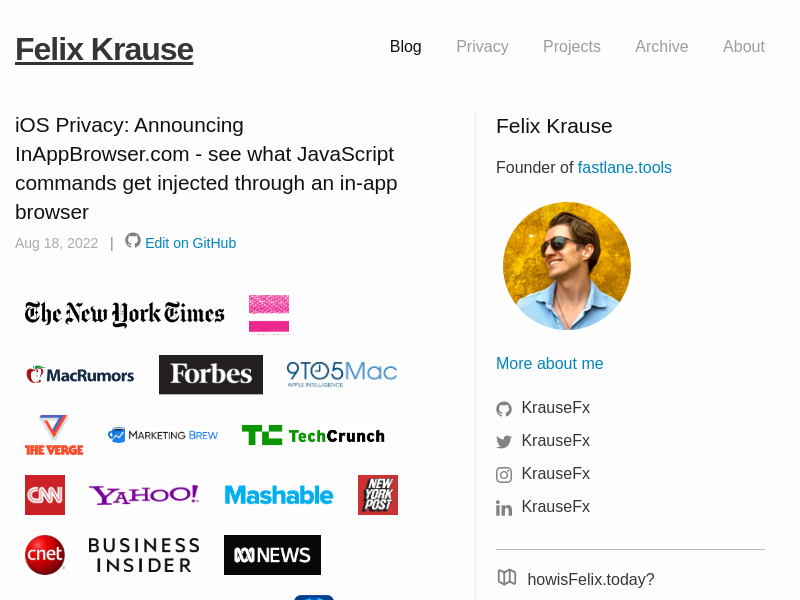 Felix Krause
Blog Privacy Projects Archive About
iOS Privacy: Announcing
InAppBrowser.com - see what JavaScript
commands get injected through an in-app
browser
Aug 18, 2022 | Edit on GitHub
The New York Times
MacRumors Forbes 9TO5Mac
APPLE INTELLIGENCE
THE VERGE MARKETING BREW TC TechCrunch
CNN YAHOO! Mashable NEW YORK POST
cnet BUSINESS INSIDER NEWS
Felix Krause
Founder of fastlane.tools
More about me
KrauseFx
KrauseFx
KrauseFx
KrauseFx
howisFelix.today?